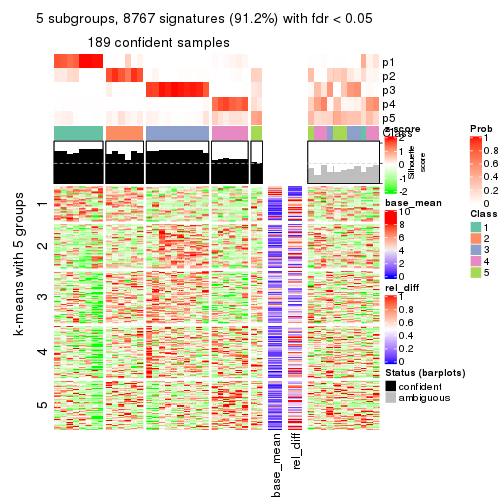 5 subgroups, 8767 signatures (91.2%) with fdr < 0.05
189 confident samples
p1
p2
p3
p4
p5
Class
Silhouette
score
k-means with 5 groups
1
2
3
4
5
base_mean
rel_diff
z-score
2
1
0
-1
-2
base_mean
10
8
6
4
2
0
rel_diff
1
0.8
0.6
0.4
0.2
0
Status (barplots)
confident
ambiguous
Prob
1
0.8
0.6
0.4
0.2
0
Class
1
2
3
4
5